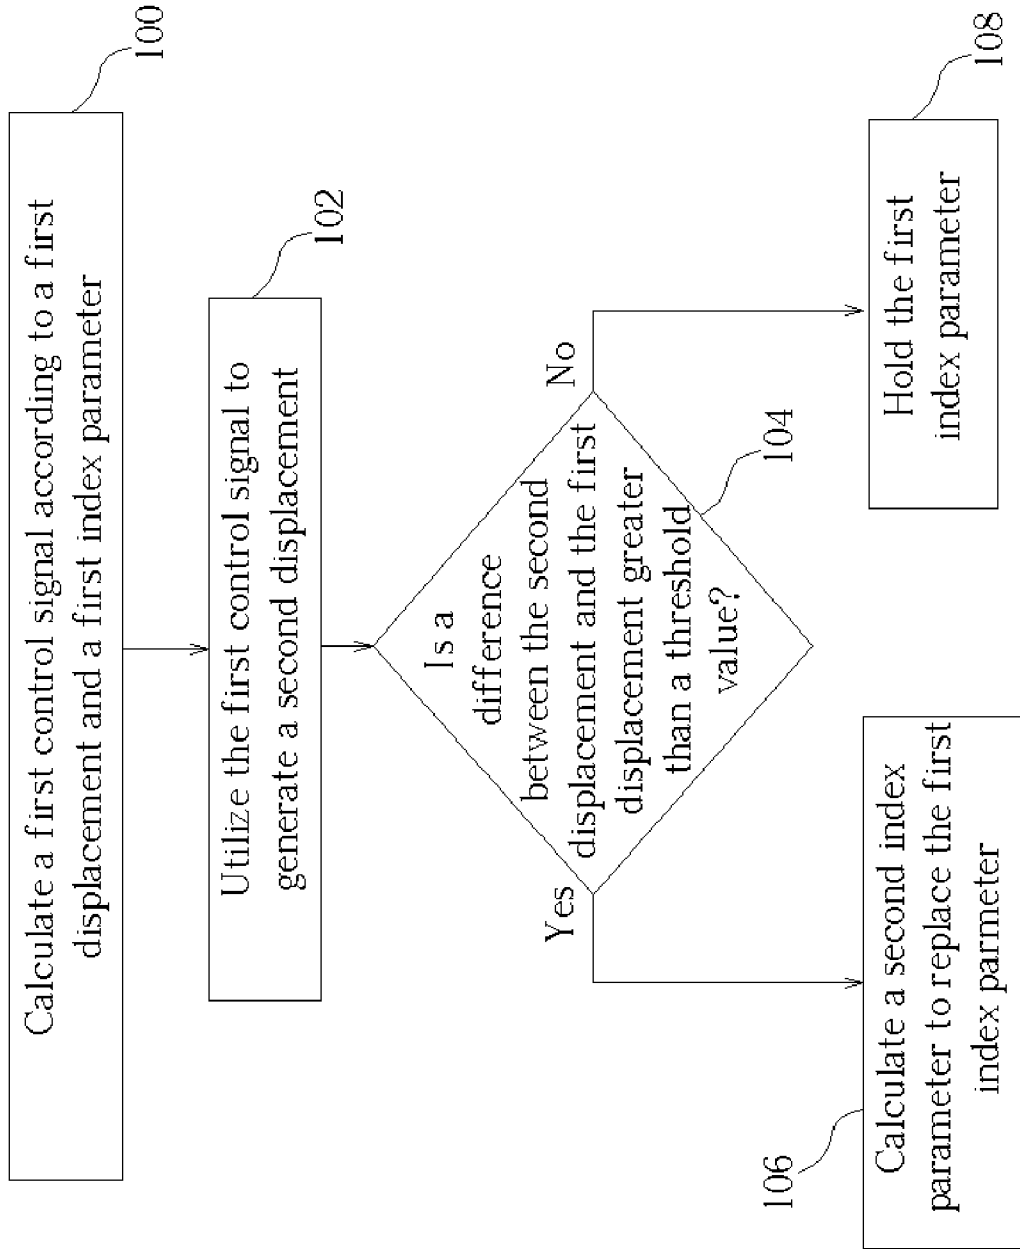 Calculate a first control signal according to a first
displacement and a first index parameter
100
Utilize the first control signal to
generate a second displacement
102
Is a
difference
between the second
displacement and the first
displacement greater
than a threshold
value?
104
Yes
No
Calculate a second index
parameter to replace the first
index parmeter
106
Hold the first
index parameter
108